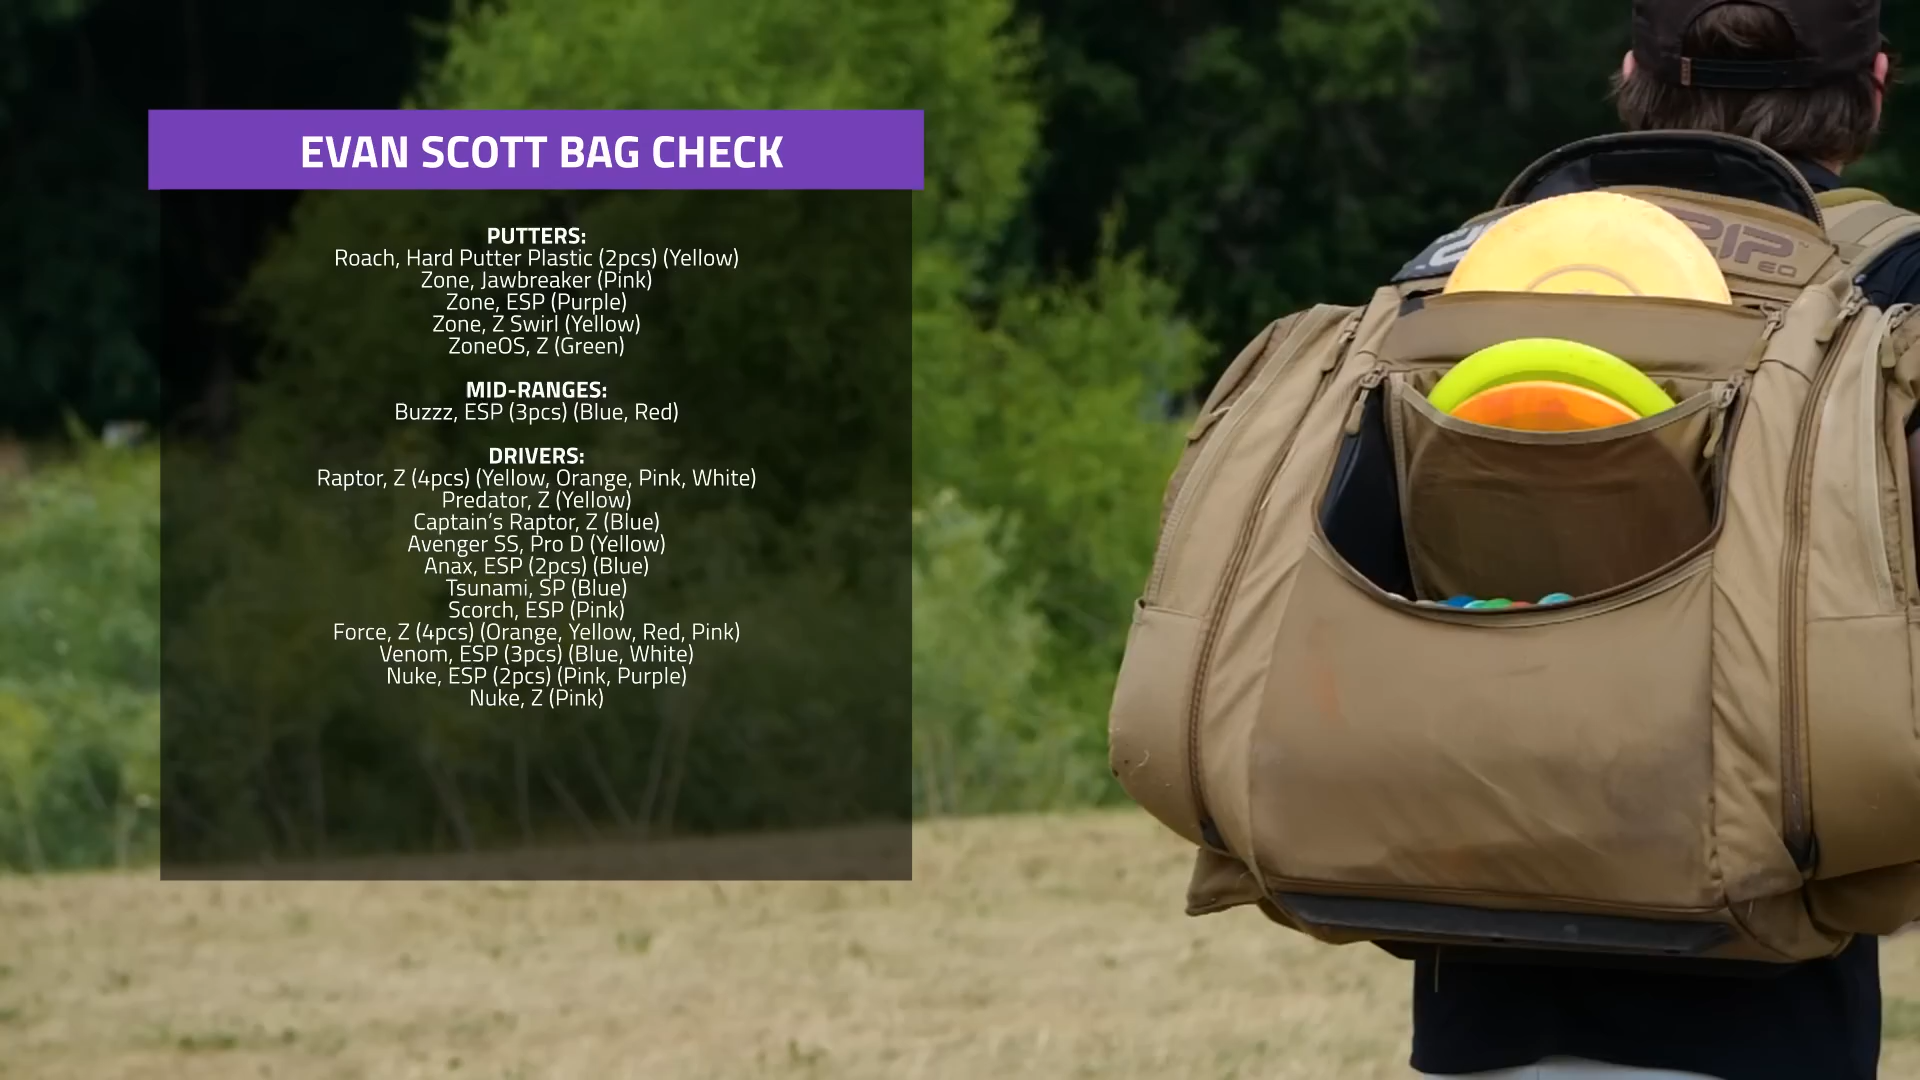 EVAN SCOTT BAG CHECK
PUTTERS:
Roach, Hard Putter Plastic (2pcs) (Yellow)
Zone, Jawbreaker (Pink)
Zone, ESP (Purple)
Zone, Z Swirl (Yellow)
ZoneOS, Z (Green)
MID-RANGES:
Buzzz, ESP (3pcs) (Blue, Red)
DRIVERS:
Raptor, Z (4pcs) (Yellow, Orange, Pink, White)
Predator, Z (Yellow)
Captain's Raptor, Z (Blue)
Avenger SS, Pro D (Yellow)
Anax, ESP (2pcs) (Blue)
Tsunami, SP (Blue)
Scorch, ESP (Pink)
Force, Z (4pcs) (Orange, Yellow, Red, Pink)
Venom, ESP (3pcs) (Blue, White)
Nuke, ESP (2pcs) (Pink, Purple)
Nuke, Z (Pink)